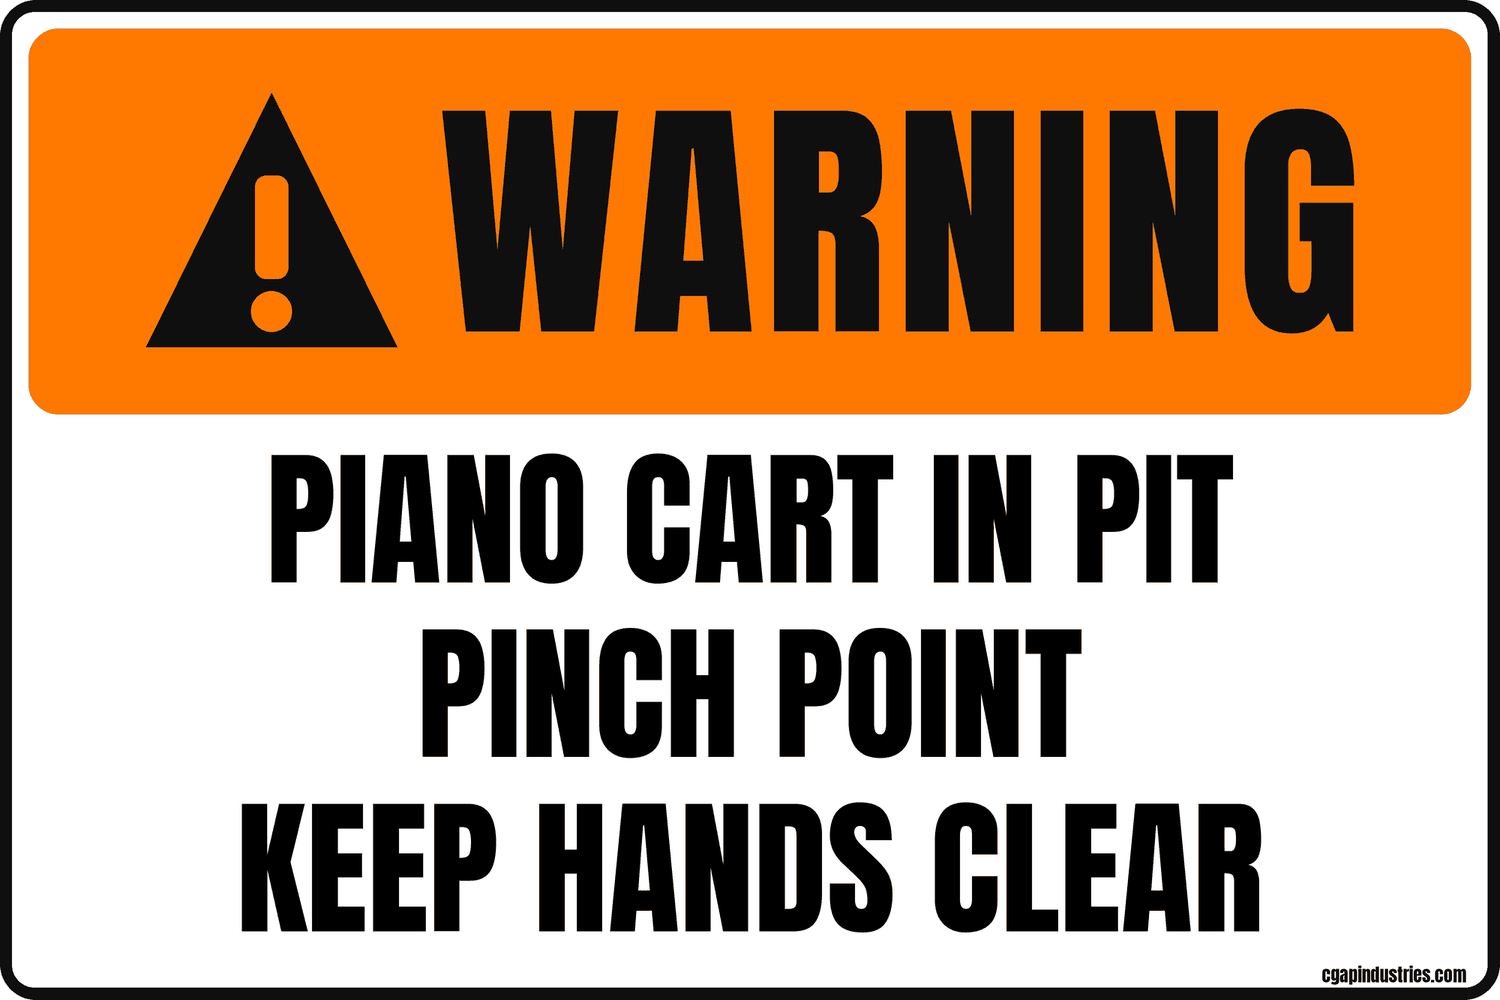 WARNING
PIANO CART IN PIT
PINCH POINT
KEEP HANDS CLEAR
cgapindustries.com